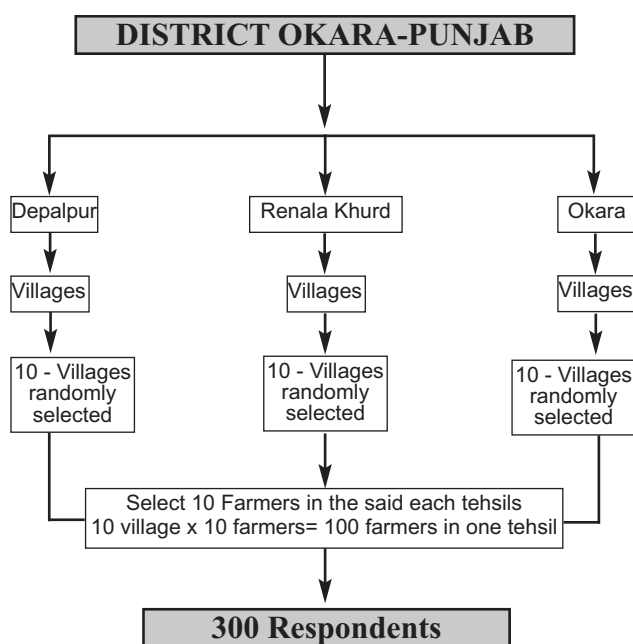 DISTRICT OKARA-PUNJAB
Depalpur
Renala Khurd
Okara
Villages
Villages
Villages
10 - Villages
randomly
selected
10 - Villages
randomly
selected
10 - Villages
randomly
selected
Select 10 Farmers in the said each tehsils
10 village x 10 farmers= 100 farmers in one tehsil
300 Respondents